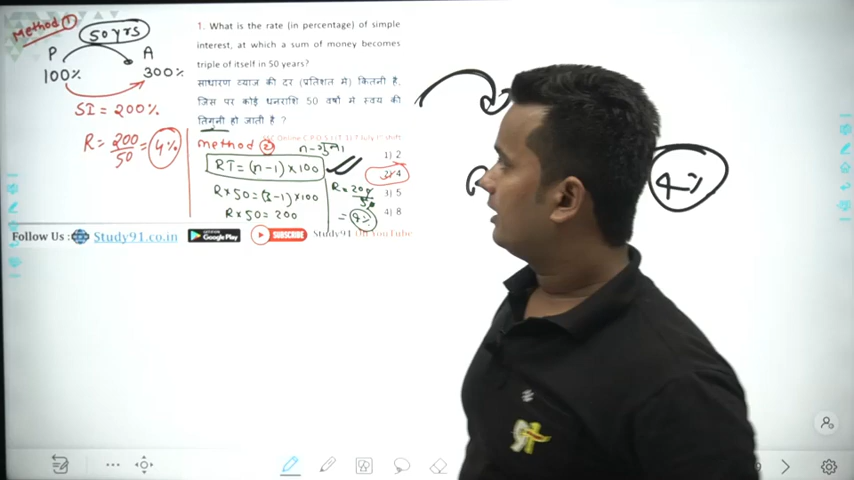 Method 1
50 yrs
P A
100% 300%
SI = 200%
R = 200/50 = 4%
1. What is the rate (in percentage) of simple
interest, at which a sum of money becomes
triple of itself in 50 years?
साधारण ब्याज की दर (प्रतिशत में) कितनी है,
जिस पर कोई धनराशि 50 वर्षों में स्वयं की
तिगुनी हो जाती है ?
Method 2
n → गुना
RT = (n-1) × 100
R × 50 = (3-1) × 100
R × 50 = 200
R = 200/50
= 4%
1) 2
2) 4
3) 5
4) 8
4%
Follow Us : Study91.co.in
Google Play
SUBSCRIBE
Study91 On YouTube
91